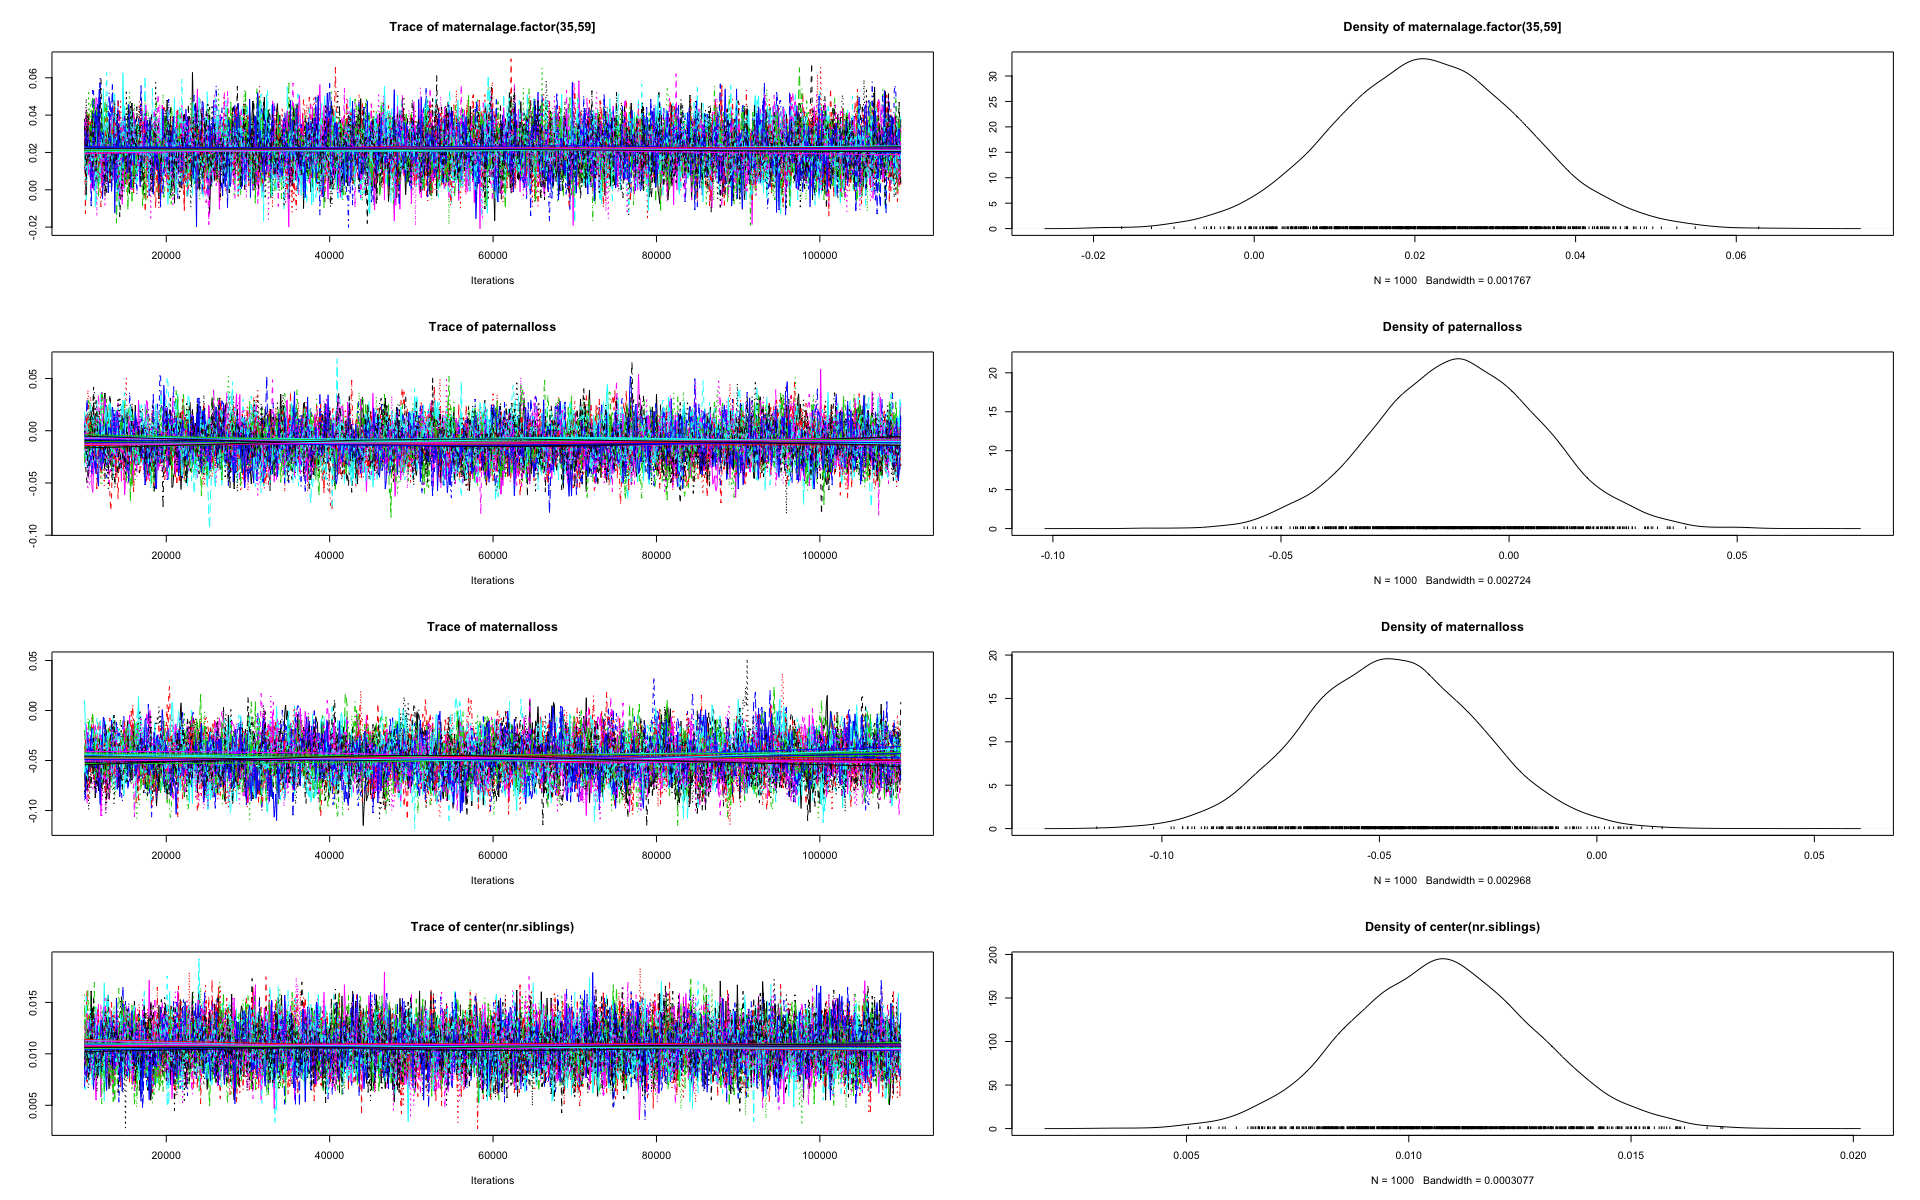 Trace of maternalage.factor(35,59]
-0.02 0.00 0.02 0.04 0.06
20000 40000 60000 80000 100000
Iterations
Density of maternalage.factor(35,59]
0 5 10 15 20 25 30
-0.02 0.00 0.02 0.04 0.06
N = 1000 Bandwidth = 0.001767
Trace of paternalloss
-0.10 -0.05 0.00 0.05
20000 40000 60000 80000 100000
Iterations
Density of paternalloss
0 5 10 15 20
-0.10 -0.05 0.00 0.05
N = 1000 Bandwidth = 0.002724
Trace of maternalloss
-0.10 -0.05 0.00 0.05
20000 40000 60000 80000 100000
Iterations
Density of maternalloss
0 5 10 15 20
-0.10 -0.05 0.00 0.05
N = 1000 Bandwidth = 0.002968
Trace of center(nr.siblings)
0.005 0.010 0.015
20000 40000 60000 80000 100000
Iterations
Density of center(nr.siblings)
0 50 100 150 200
0.005 0.010 0.015 0.020
N = 1000 Bandwidth = 0.0003077